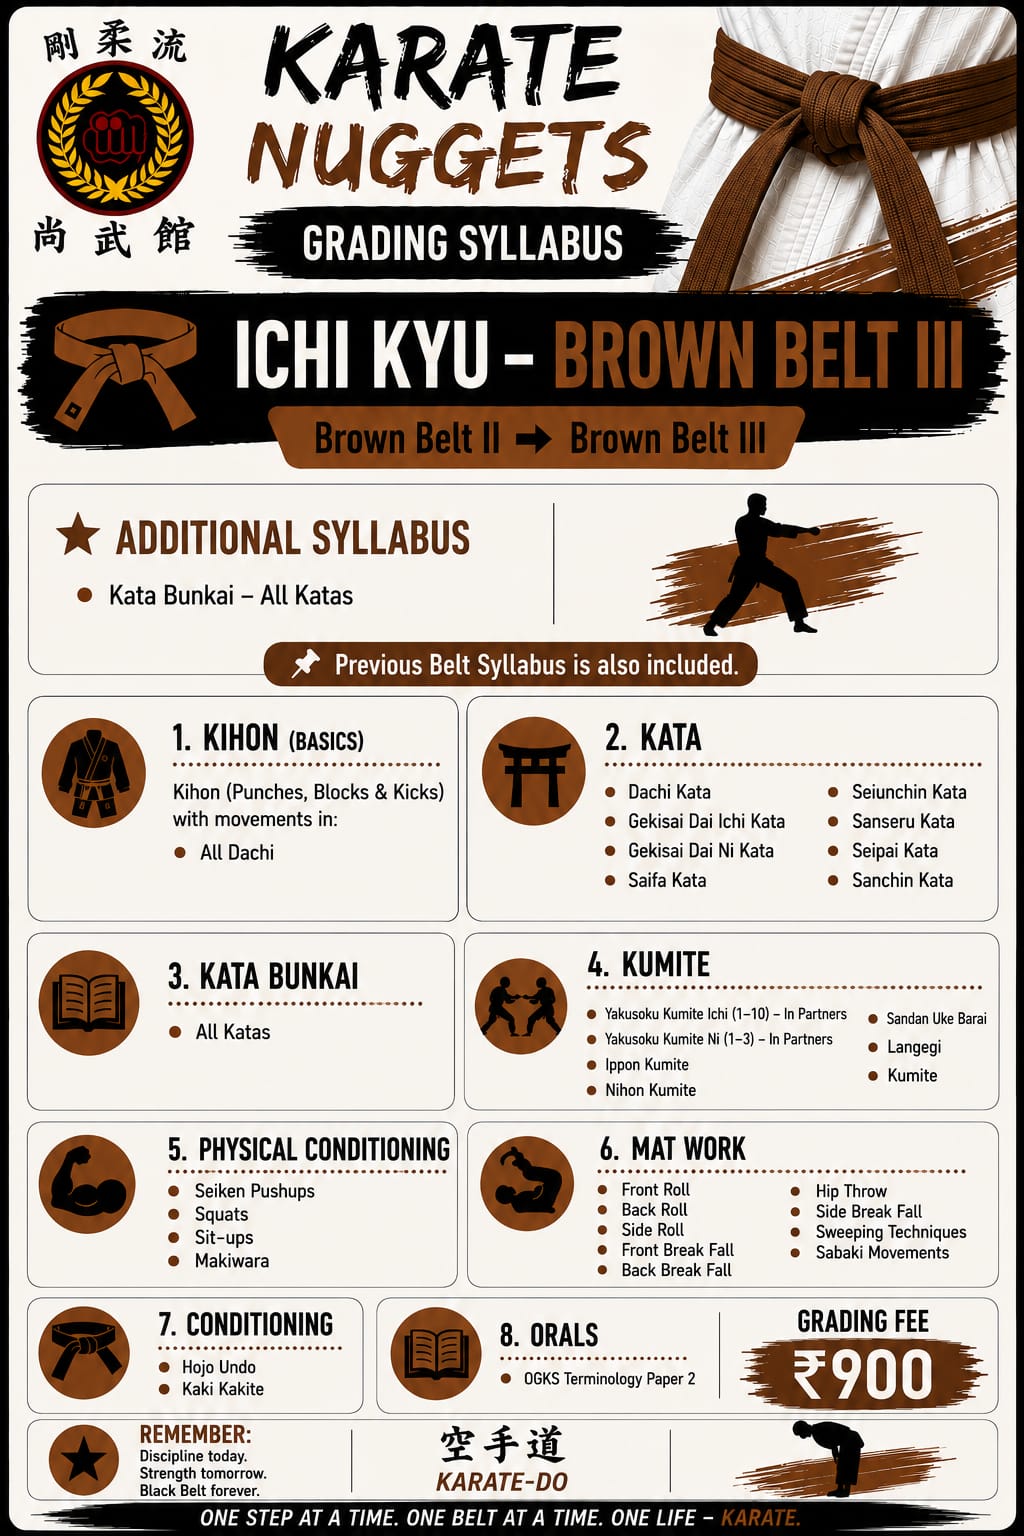 剛柔流
尚武館
KARATE
NUGGETS
GRADING SYLLABUS
ICHI KYU – BROWN BELT III
Brown Belt II → Brown Belt III
★ ADDITIONAL SYLLABUS
• Kata Bunkai – All Katas
Previous Belt Syllabus is also included.
1. KIHON (BASICS)
Kihon (Punches, Blocks & Kicks)
with movements in:
• All Dachi
2. KATA
• Dachi Kata
• Gekisai Dai Ichi Kata
• Gekisai Dai Ni Kata
• Saifa Kata
• Seiunchin Kata
• Sanseru Kata
• Seipai Kata
• Sanchin Kata
3. KATA BUNKAI
• All Katas
4. KUMITE
• Yakusoku Kumite Ichi (1–10) – In Partners
• Yakusoku Kumite Ni (1–3) – In Partners
• Ippon Kumite
• Nihon Kumite
• Sandan Uke Barai
• Langegi
• Kumite
5. PHYSICAL CONDITIONING
• Seiken Pushups
• Squats
• Sit-ups
• Makiwara
6. MAT WORK
• Front Roll
• Back Roll
• Side Roll
• Front Break Fall
• Back Break Fall
• Hip Throw
• Side Break Fall
• Sweeping Techniques
• Sabaki Movements
7. CONDITIONING
• Hojo Undo
• Kaki Kakite
8. ORALS
• OGKS Terminology Paper 2
GRADING FEE
₹900
REMEMBER:
Discipline today.
Strength tomorrow.
Black Belt forever.
空手道
KARATE-DO
ONE STEP AT A TIME. ONE BELT AT A TIME. ONE LIFE – KARATE.